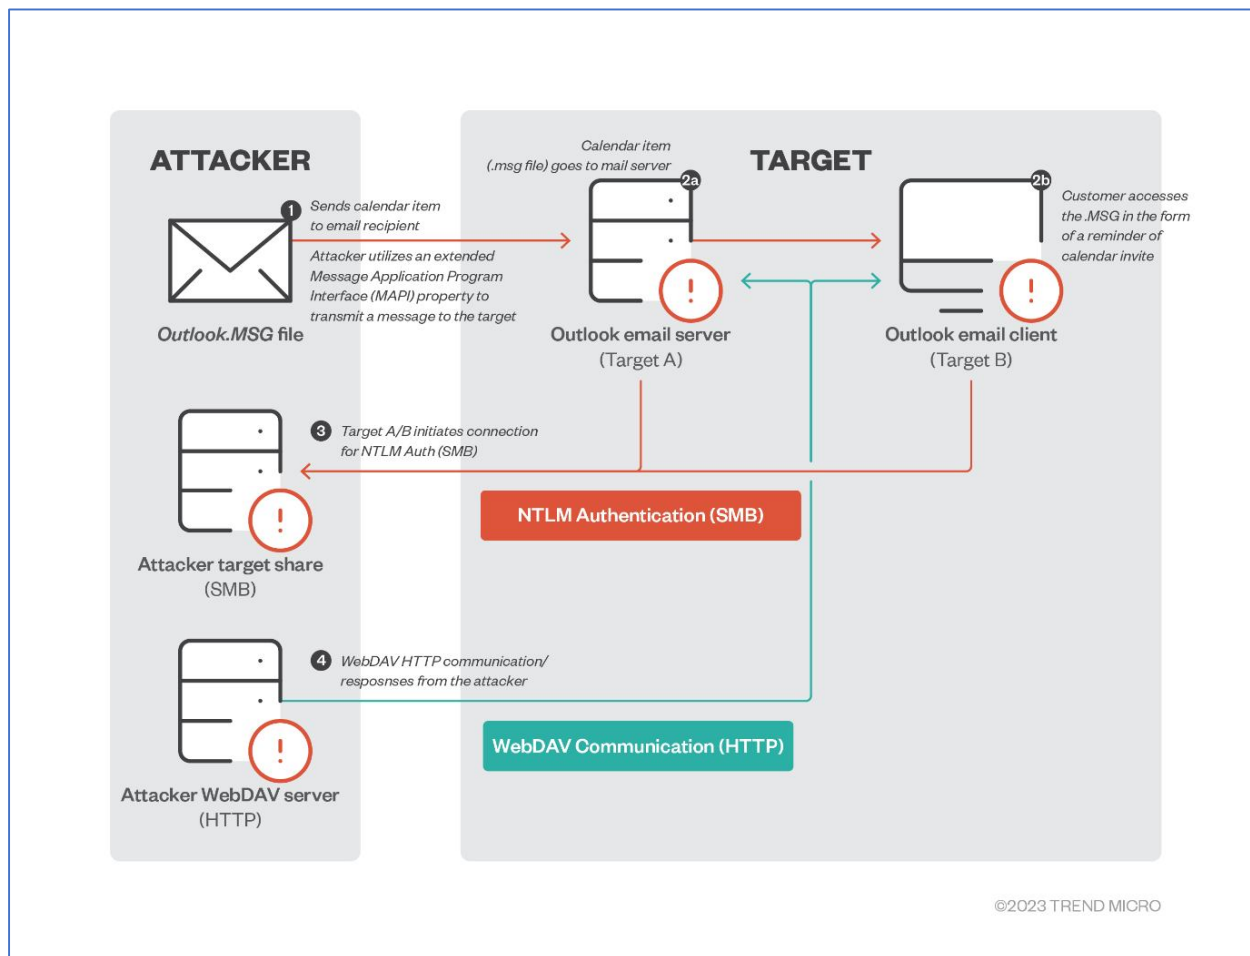 ATTACKER
TARGET
1
Sends calendar item
to email recipient
Attacker utilizes an extended
Message Application Program
Interface (MAPI) property to
transmit a message to the target
Outlook.MSG file
Calendar item
(.msg file) goes to mail server
2a
Outlook email server
(Target A)
2b
Customer accesses
the .MSG in the form
of a reminder of
calendar invite
Outlook email client
(Target B)
3
Target A/B initiates connection
for NTLM Auth (SMB)
NTLM Authentication (SMB)
Attacker target share
(SMB)
4
WebDAV HTTP communication/
resposnses from the attacker
WebDAV Communication (HTTP)
Attacker WebDAV server
(HTTP)
©2023 TREND MICRO